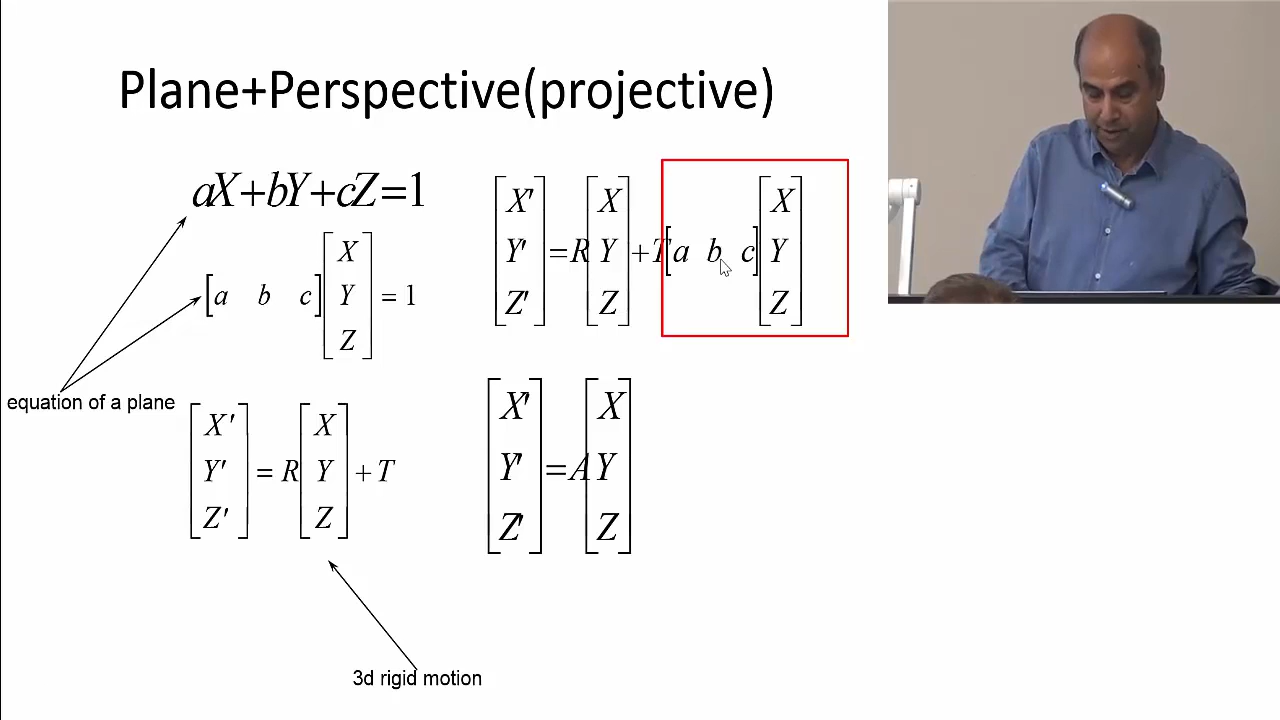 Plane+Perspective(projective)
aX+bY+cZ=1
[a b c] [X Y Z] = 1
equation of a plane
[X' Y' Z'] = R [X Y Z] + T
3d rigid motion
[X' Y' Z'] = R [X Y Z] + T [a b c] [X Y Z]
[X' Y' Z'] = A [X Y Z]